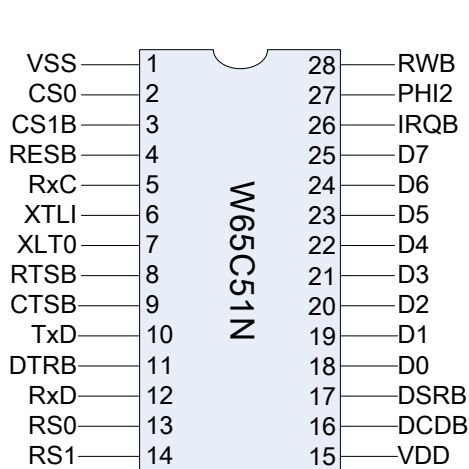 VSS 1 28 RWB
CS0 2 27 PHI2
CS1B 3 26 IRQB
RESB 4 25 D7
RxC 5 24 D6
XTLI 6 23 D5
XLT0 7 22 D4
RTSB 8 21 D3
CTSB 9 20 D2
TxD 10 19 D1
DTRB 11 18 D0
RxD 12 17 DSRB
RS0 13 16 DCDB
RS1 14 15 VDD
W65C51N